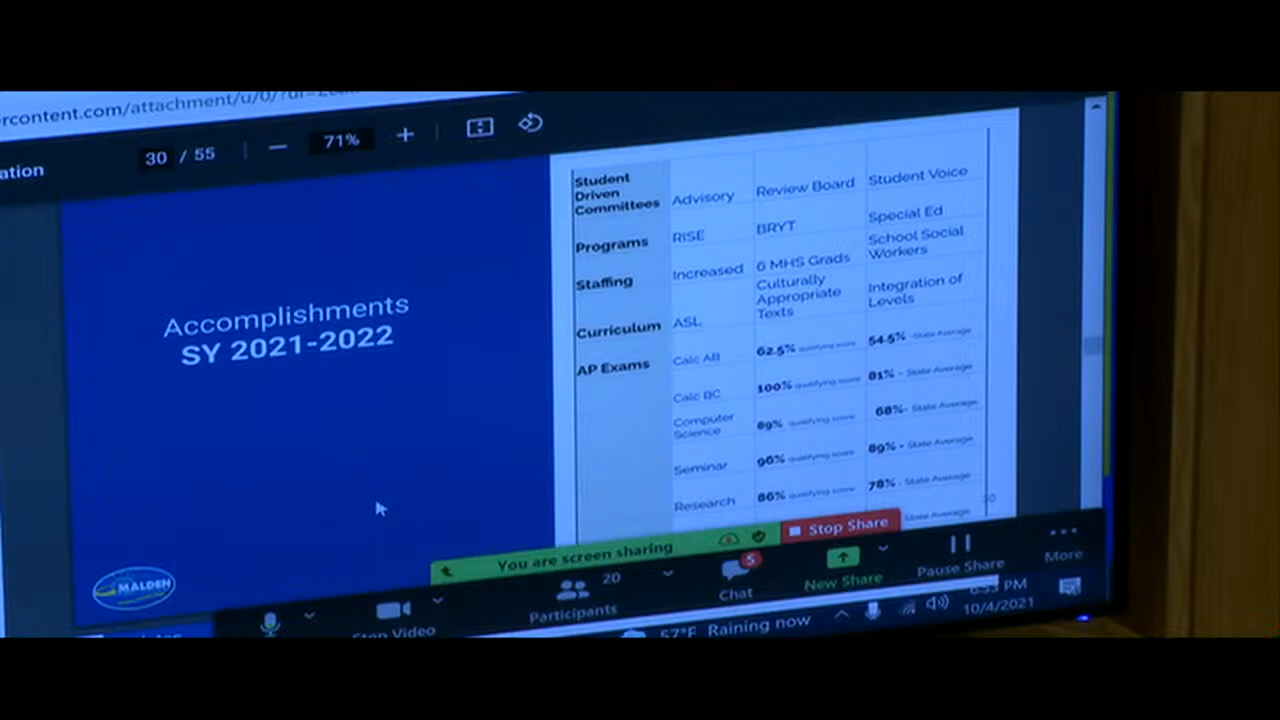 rcontent.com/attachment/u/0/?ui=2
ation
30 / 55
71%
Accomplishments
SY 2021-2022
MALDEN
Student Driven Committees
Advisory
Review Board
Student Voice
Programs
RISE
BRYT
Special Ed
Staffing
Increased
6 MHS Grads
School Social Workers
Curriculum
ASL
Culturally Appropriate Texts
Integration of Levels
AP Exams
Calc AB
62.5% qualifying score
54.5% -State Average
Calc BC
100% qualifying score
81% - State Average
Computer Science
89% qualifying score
68%- State Average
Seminar
96% qualifying score
89% - State Average
Research
86% qualifying score
78% - State Average
State Average
You are screen sharing
Stop Share
Stop Video
20
Participants
5
Chat
New Share
Pause Share
More
57°F Raining now
PM
10/4/2021